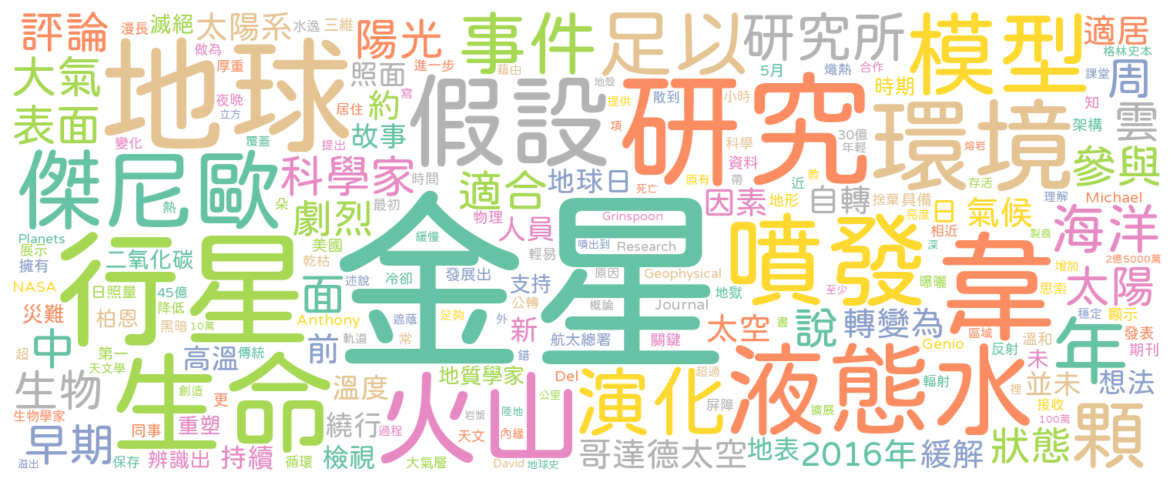 評論
漫長
滅絕
太陽系
水逸
三維
陽光
事件
足以
研究所
模型
適居
格林史本
做為
進一步
藉由
地殼
5月
熾熱
合作
課堂
大氣
厚重
照面
寫
提供
散到
小時
時期
周
知
夜晚
立方
居住
約
假設
項
研究
30億
年輕
環境
架構
雲
表面
地球
變化
覆蓋
提出
故事
科學
資料
熔岩
參與
傑尼歐
科學家
時間
適合
地球日
死亡
原有
帶
近
教
存活
理解
Michael
熱
朵
劇烈
最初
物理
人員
Grinspoon
因素
地形
自轉
捨棄
具備
亮度
日
氣候
相近
深
裂痕
海洋
Planets
展示
擁有
行星
二氧化碳
美國
乾枯
緩慢
金星
噴出到
Research
輕易
噴發
韋
2億5000萬
NASA
日照量
45億
面
述說
冷卻
發展出
支持
原因
Geophysical
曝曬
增加
思索
太陽
災難
柏恩
降低
黑暗
10萬
Anthony
遮蔭
公轉
足夠
概論
Journal
地獄
至少
穩定
顯示
超
中
第一
傳統
前
軌道
常
外
錯
新
航太總署
關鍵
太空
書
說
轉變為
Genio
區域
年
發表
期刊
天文學
高溫
反射
溫和
未
生物
創造
生命
溫度
火山
地質學家
公里
Del
演化
超過
屏障
液態水
輻射
裡
並未
想法
生物學家
更
岩漿
陸地
擴展
接收
100萬
顆
早期
同事
重塑
繞行
過程
天文
內緣
溢出
保存
辨識出
持續
循環
檢視
大氣層
David
地球史
哥達德太空
地表
2016年
緩解
狀態